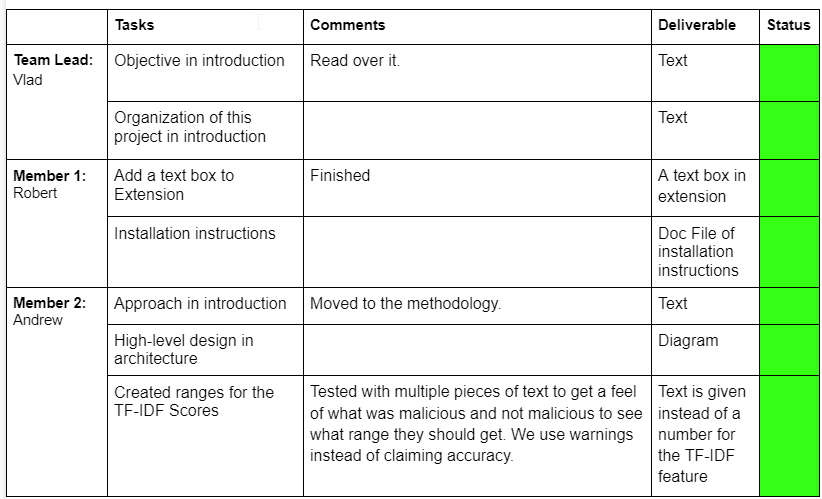 Tasks Comments Deliverable Status
Team Lead: Objective in introduction Read over it. Text
Vlad
Organization of this Text
project in introduction
Member 1: Add a text box to Finished A text box in
Robert Extension extension
Installation instructions Doc File of
installation
instructions
Member 2: Approach in introduction Moved to the methodology. Text
Andrew
High-level design in Diagram
architecture
Created ranges for the Tested with multiple pieces of text to get a feel Text is given
TF-IDF Scores of what was malicious and not malicious to see instead of a
what range they should get. We use warnings number for
instead of claiming accuracy. the TF-IDF
feature